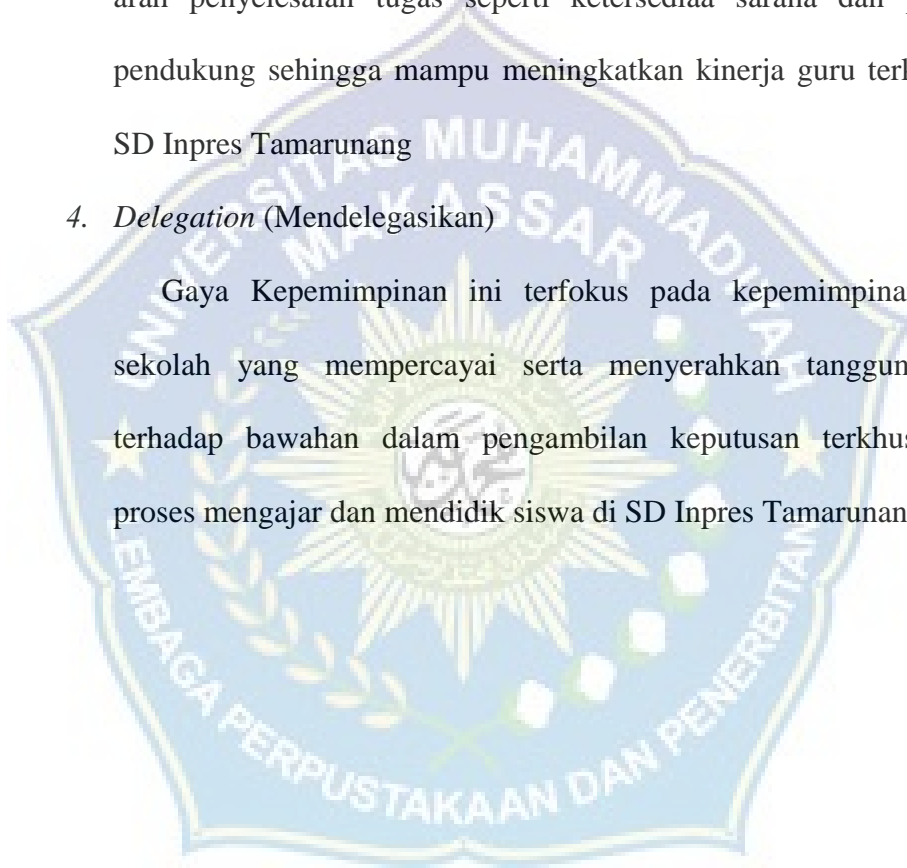 arah penyelesaian tugas seperti ketersediaa sarana dan
pendukung sehingga mampu meningkatkan kinerja guru
SD Inpres Tamarunang
4. Delegation (Mendelegasikan)
Gaya Kepemimpinan ini terfokus pada kepemimpina
sekolah yang mempercayai serta menyerahkan tanggun
terhadap bawahan dalam pengambilan keputusan terkhus
proses mengajar dan mendidik siswa di SD Inpres Tamarunan
UNIVERSITAS MUHAMMADIYAH
MAKASSAR
LEMBAGA PERPUSTAKAAN DAN PENERBITAN